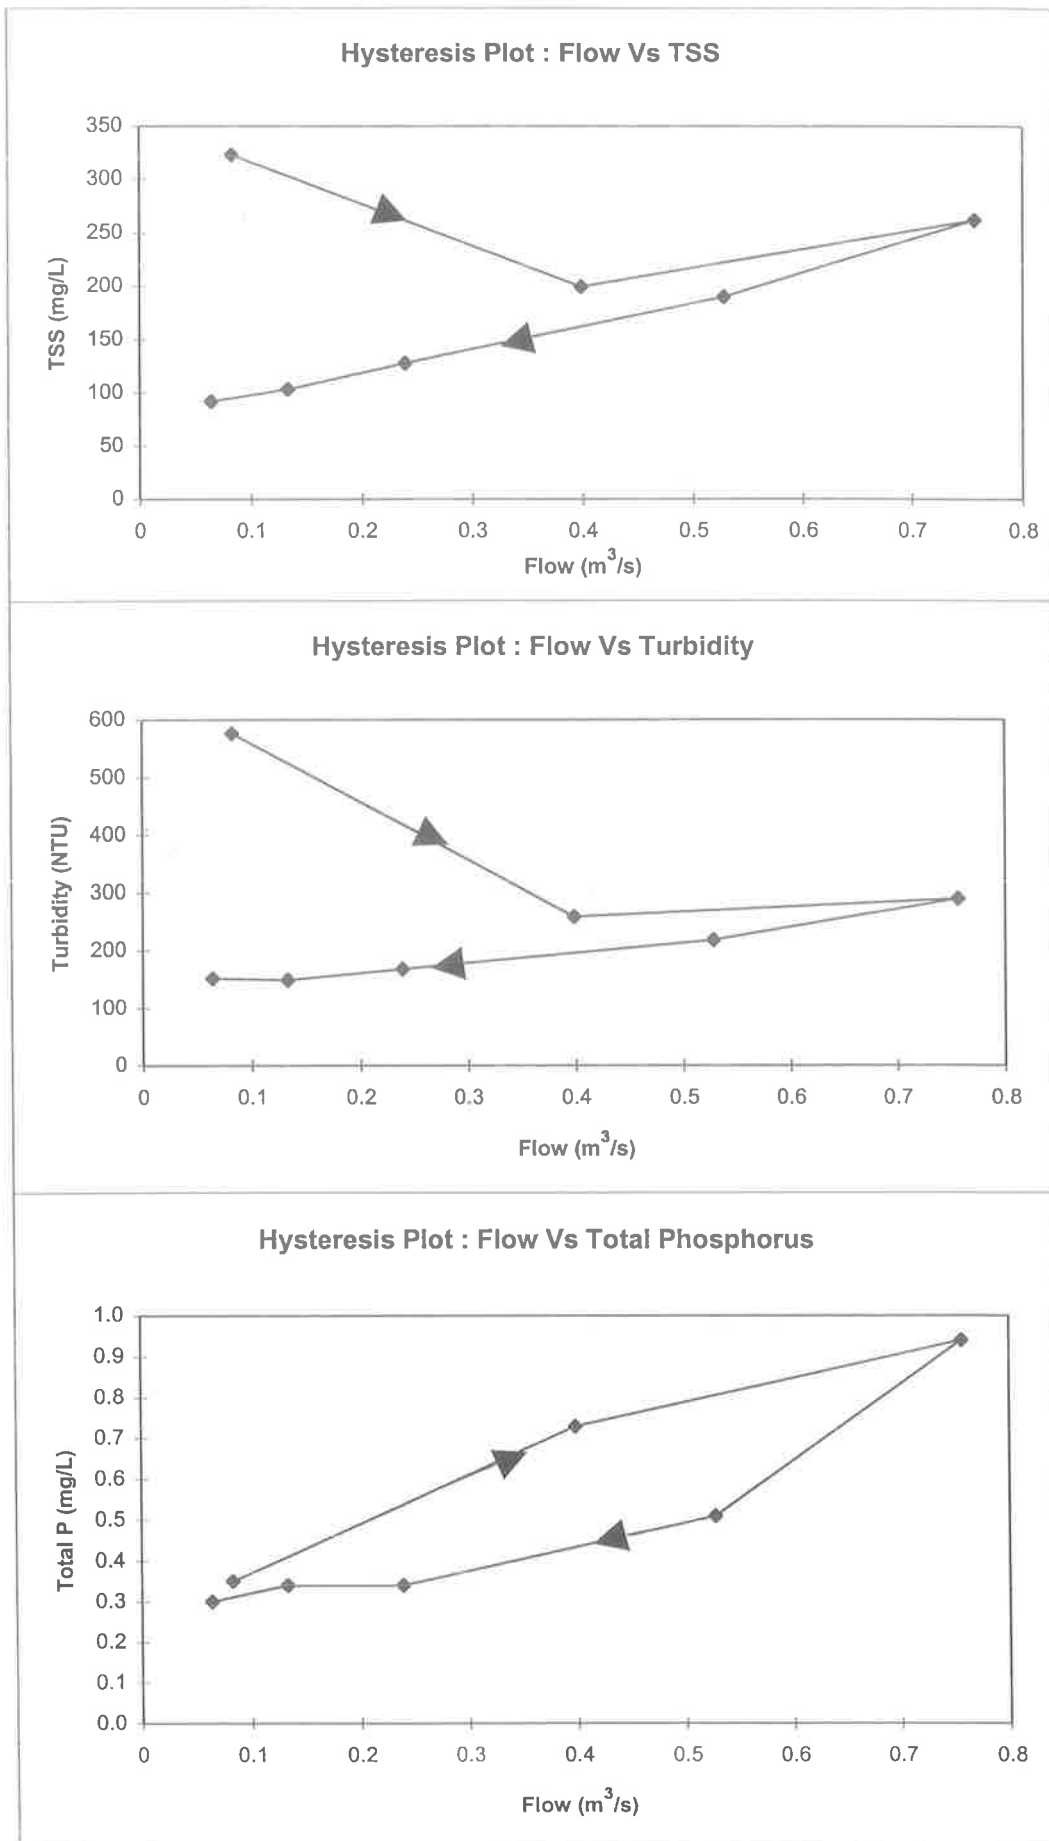 Hysteresis Plot : Flow Vs TSS
350
300
250
200
150
100
50
0
TSS (mg/L)
0 0.1 0.2 0.3 0.4 0.5 0.6 0.7 0.8
Flow (m³/s)
Hysteresis Plot : Flow Vs Turbidity
600
500
400
300
200
100
0
Turbidity (NTU)
0 0.1 0.2 0.3 0.4 0.5 0.6 0.7 0.8
Flow (m³/s)
Hysteresis Plot : Flow Vs Total Phosphorus
1.0
0.9
0.8
0.7
0.6
0.5
0.4
0.3
0.2
0.1
0.0
Total P (mg/L)
0 0.1 0.2 0.3 0.4 0.5 0.6 0.7 0.8
Flow (m³/s)